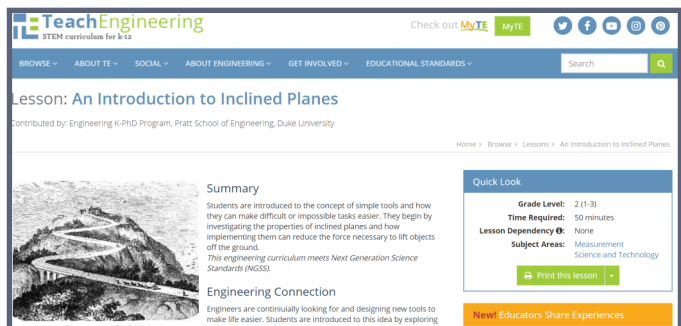 TeachEngineering
STEM curriculum for k-12
Check out MyTE
MyTE
BROWSE
ABOUT TE
SOCIAL
ABOUT ENGINEERING
GET INVOLVED
EDUCATIONAL STANDARDS
Search
Lesson: An Introduction to Inclined Planes
Contributed by: Engineering K-PhD Program, Pratt School of Engineering, Duke University
Home > Browse > Lessons > An Introduction to Inclined Planes
Summary
Students are introduced to the concept of simple tools and how
they can make difficult or impossible tasks easier. They begin by
investigating the properties of inclined planes and how
implementing them can reduce the force necessary to lift objects
off the ground.
This engineering curriculum meets Next Generation Science
Standards (NGSS).
Engineering Connection
Engineers are continiually looking for and designing new tools to
make life easier. Students are introduced to this idea by exploring
Quick Look
Grade Level: 2 (1-3)
Time Required: 50 minutes
Lesson Dependency: None
Subject Areas: Measurement
Science and Technology
Print this lesson
New! Educators Share Experiences